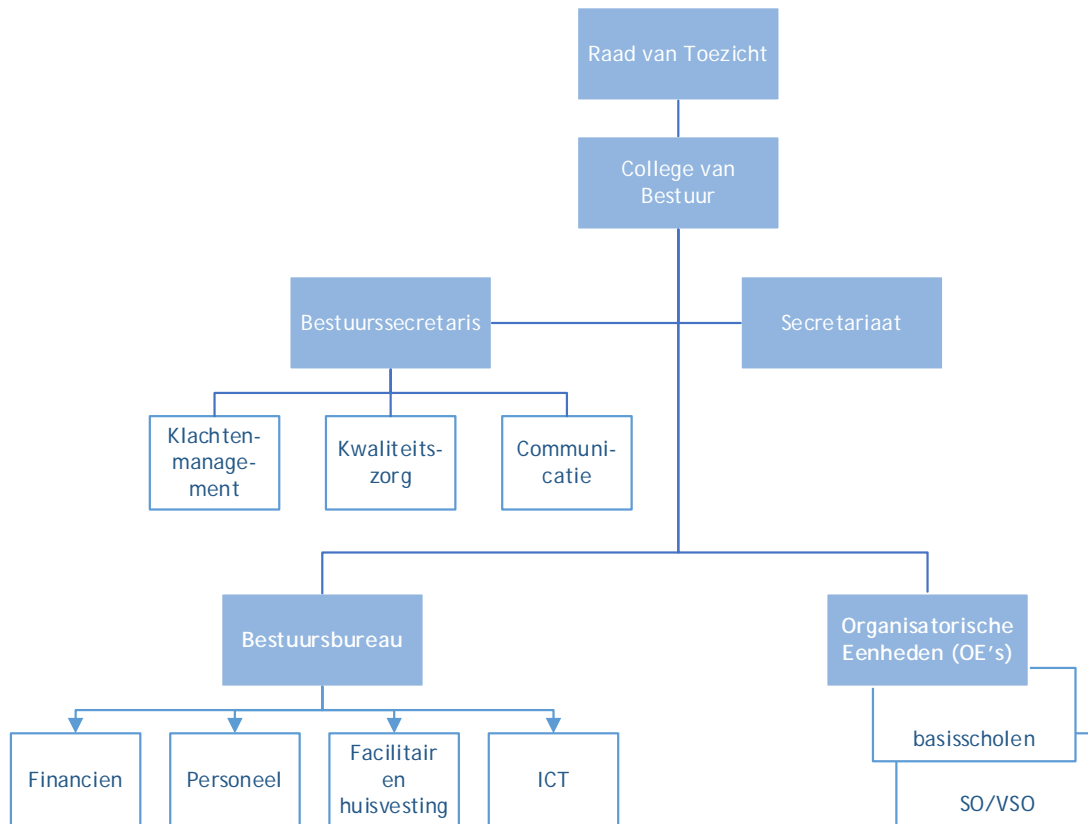 Raad van Toezicht
College van
Bestuur
Bestuurssecretaris
Secretariaat
Klachten-
manage-
ment
Kwaliteits-
zorg
Communi-
catie
Bestuursbureau
Organisatorische
Eenheden (OE's)
Financien
Personeel
Facilitair
en
huisvesting
ICT
basisscholen
SO/VSO